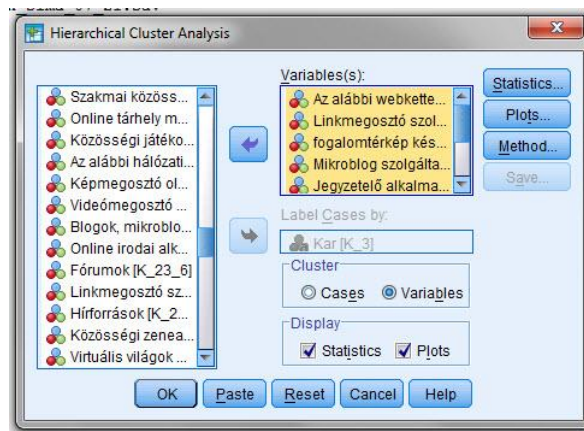 Hierarchical Cluster Analysis
Szakmai közöss...
Online tárhely m...
Közösségi játéko...
Az alábbi hálózati...
Képmegosztó ol...
Videómegosztó ...
Blogok, mikroblo...
Online irodai alk...
Fórumok [K_23_6]
Linkmegosztó sz...
Hírforrások [K_2...
Közösségi zenea...
Virtuális világok ...
Variables(s):
Az alábbi webkette...
Linkmegosztó szol...
fogalomtérkép kés...
Mikroblog szolgálta...
Jegyzetelő alkalma...
Label Cases by:
Kar [K_3]
Cluster
Cases Variables
Display
Statistics Plots
Statistics...
Plots...
Method...
Save...
OK Paste Reset Cancel Help